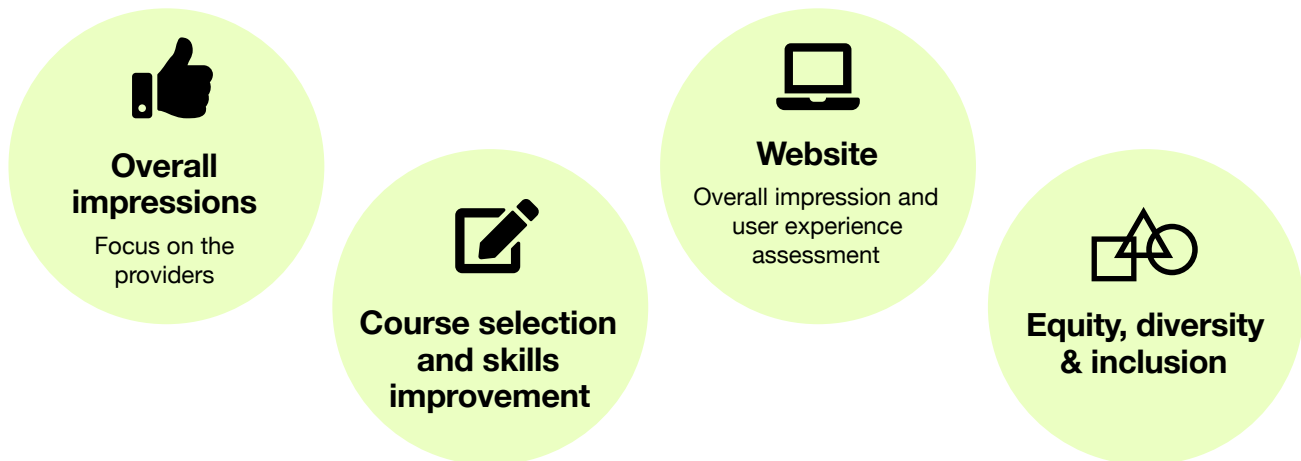 Overall
impressions
Focus on the
providers
Course selection
and skills
improvement
Website
Overall impression and
user experience
assessment
Equity, diversity
& inclusion